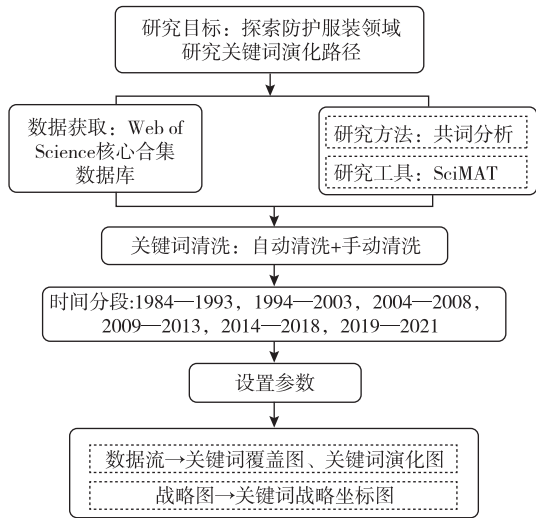 研究目标：探索防护服装领域
研究关键词演化路径
数据获取：Web of
Science核心合集
数据库
研究方法：共词分析
研究工具：SciMAT
关键词清洗：自动清洗+手动清洗
时间分段:1984—1993，1994—2003，2004—2008，
2009—2013，2014—2018，2019—2021
设置参数
数据流→关键词覆盖图、关键词演化图
战略图→关键词战略坐标图